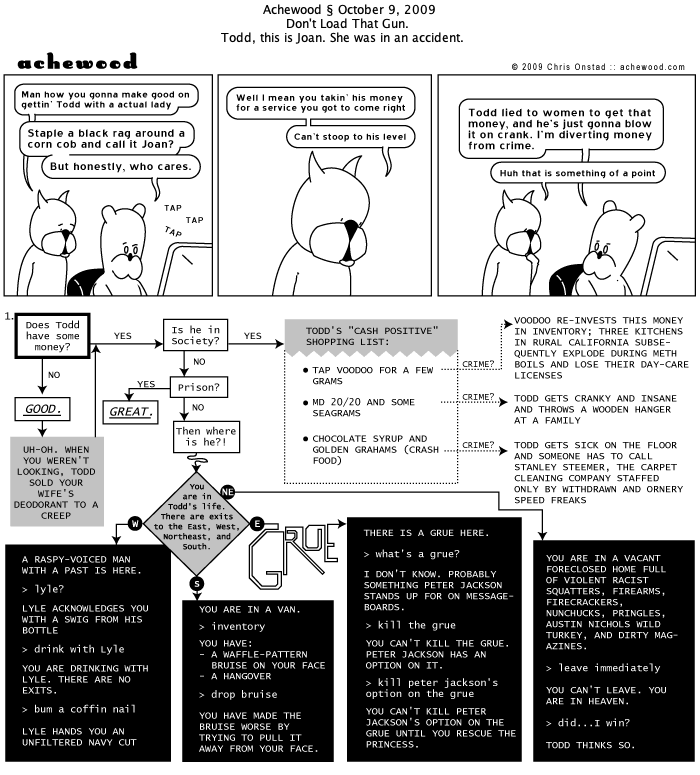 Achewood § October 9, 2009
Don't Load That Gun.
Todd, this is Joan. She was in an accident.
achewood
© 2009 Chris Onstad :: achewood.com
Man how you gonna make good on
gettin' Todd with a actual lady
Staple a black rag around a
corn cob and call it Joan?
But honestly, who cares.
TAP
TAP
TAP
Well I mean you takin' his money
for a service you got to come right
Can't stoop to his level
Todd lied to women to get that
money, and he's just gonna blow
it on crank. I'm diverting money
from crime.
Huh that is something of a point
1.
Does Todd
have some
money?
YES
NO
GOOD.
UH-OH. WHEN
YOU WEREN'T
LOOKING, TODD
SOLD YOUR
WIFE'S
DEODORANT TO A
CREEP
Is he in
Society?
YES
NO
Prison?
YES
GREAT.
NO
Then where
is he?!
TODD'S "CASH POSITIVE"
SHOPPING LIST:
● TAP VOODOO FOR A FEW
GRAMS
● MD 20/20 AND SOME
SEAGRAMS
● CHOCOLATE SYRUP AND
GOLDEN GRAHAMS (CRASH
FOOD)
CRIME?
VOODOO RE-INVESTS THIS MONEY
IN INVENTORY; THREE KITCHENS
IN RURAL CALIFORNIA SUBSE-
QUENTLY EXPLODE DURING METH
BOILS AND LOSE THEIR DAY-CARE
LICENSES
CRIME?
TODD GETS CRANKY AND INSANE
AND THROWS A WOODEN HANGER
AT A FAMILY
CRIME?
TODD GETS SICK ON THE FLOOR
AND SOMEONE HAS TO CALL
STANLEY STEEMER, THE CARPET
CLEANING COMPANY STAFFED
ONLY BY WITHDRAWN AND ORNERY
SPEED FREAKS
You
are in
Todd's life.
There are exits
to the East, West,
Northeast, and
South.
W
NE
E
S
GRUE
A RASPY-VOICED MAN
WITH A PAST IS HERE.
> lyle?
LYLE ACKNOWLEDGES YOU
WITH A SWIG FROM HIS
BOTTLE
> drink with Lyle
YOU ARE DRINKING WITH
LYLE. THERE ARE NO
EXITS.
> bum a coffin nail
LYLE HANDS YOU AN
UNFILTERED NAVY CUT
YOU ARE IN A VAN.
> inventory
YOU HAVE:
- A WAFFLE-PATTERN
BRUISE ON YOUR FACE
- A HANGOVER
> drop bruise
YOU HAVE MADE THE
BRUISE WORSE BY
TRYING TO PULL IT
AWAY FROM YOUR FACE.
THERE IS A GRUE HERE.
> what's a grue?
I DON'T KNOW. PROBABLY
SOMETHING PETER JACKSON
STANDS UP FOR ON MESSAGE-
BOARDS.
> kill the grue
YOU CAN'T KILL THE GRUE.
PETER JACKSON HAS AN
OPTION ON IT.
> kill peter jackson's
option on the grue
YOU CAN'T KILL PETER
JACKSON'S OPTION ON THE
GRUE UNTIL YOU RESCUE THE
PRINCESS.
YOU ARE IN A VACANT
FORECLOSED HOME FULL
OF VIOLENT RACIST
SQUATTERS, FIREARMS,
FIRECRACKERS,
NUNCHUCKS, PRINGLES,
AUSTIN NICHOLS WILD
TURKEY, AND DIRTY MAG-
AZINES.
> leave immediately
YOU CAN'T LEAVE. YOU
ARE IN HEAVEN.
> did...I win?
TODD THINKS SO.